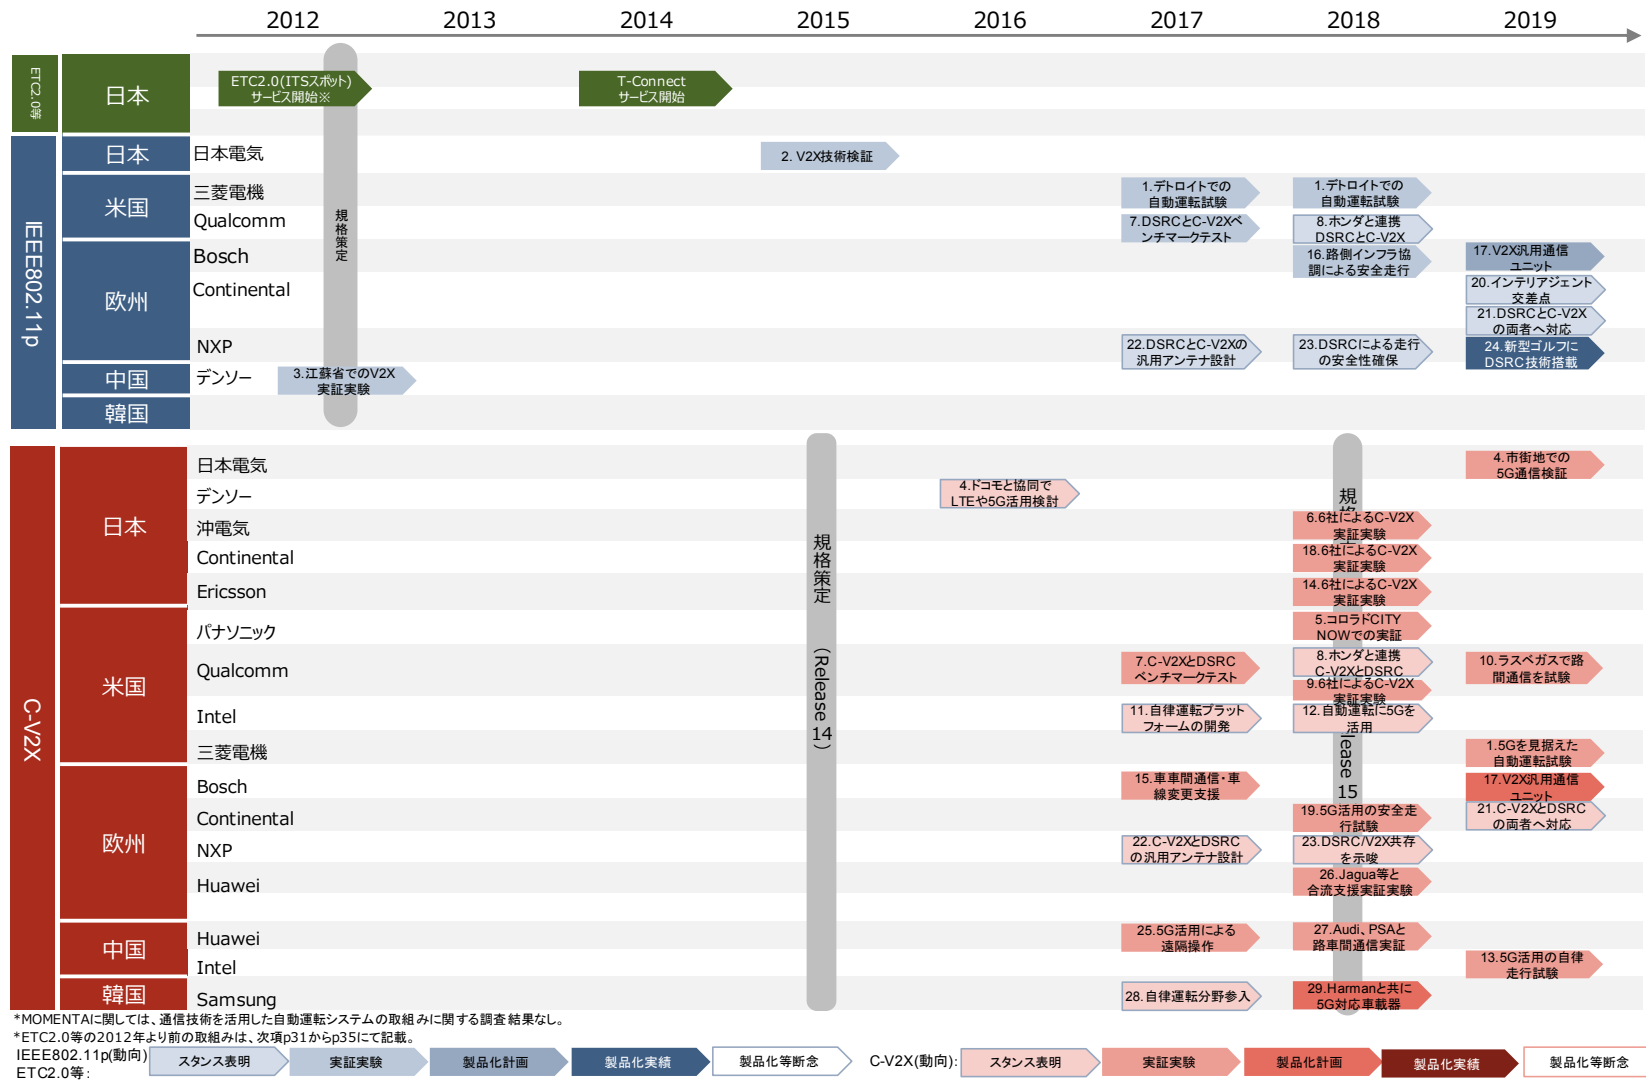 2012
2013
2014
2015
2016
2017
2018
2019
ETC2.0等
日本
ETC2.0(ITSスポット)
サービス開始※
T-Connect
サービス開始
規格策定
IEEE802.11p
日本
日本電気
2. V2X技術検証
米国
三菱電機
1.デトロイトでの
自動運転試験
1.デトロイトでの
自動運転試験
Qualcomm
7.DSRCとC-V2Xベ
ンチマークテスト
8.ホンダと連携
DSRCとC-V2X
欧州
Bosch
16.路側インフラ協
調による安全走行
17.V2X汎用通信
ユニット
Continental
20.インテリアジェント
交差点
21.DSRCとC-V2X
の両者へ対応
NXP
22.DSRCとC-V2Xの
汎用アンテナ設計
23.DSRCによる走行
の安全性確保
24.新型ゴルフに
DSRC技術搭載
中国
デンソー
3.江蘇省でのV2X
実証実験
韓国
C-V2X
規格策定 (Release 14)
規格
lease 15
日本
日本電気
4.市街地での
5G通信検証
デンソー
4.ドコモと協同で
LTEや5G活用検討
沖電気
6.6社によるC-V2X
実証実験
Continental
18.6社によるC-V2X
実証実験
Ericsson
14.6社によるC-V2X
実証実験
米国
パナソニック
5.コロラドCITY
NOWでの実証
Qualcomm
7.C-V2XとDSRC
ベンチマークテスト
8.ホンダと連携
C-V2XとDSRC
9.6社によるC-V2X
実証実験
10.ラスベガスで路
間通信を試験
Intel
11.自律運転プラット
フォームの開発
12.自動運転に5Gを
活用
三菱電機
1.5Gを見据えた
自動運転試験
欧州
Bosch
15.車車間通信・車
線変更支援
17.V2X汎用通信
ユニット
Continental
19.5G活用の安全走
行試験
21.C-V2XとDSRC
の両者へ対応
NXP
22.C-V2XとDSRC
の汎用アンテナ設計
23.DSRC/V2X共存
を示唆
Huawei
26.Jagua等と
合流支援実証実験
中国
Huawei
25.5G活用による
遠隔操作
27.Audi、PSAと
路車間通信実証
Intel
13.5G活用の自律
走行試験
韓国
Samsung
28.自律運転分野参入
29.Harmanと共に
5G対応車載器
*MOMENTAに関しては、通信技術を活用した自動運転システムの取組みに関する調査結果なし。
*ETC2.0等の2012年より前の取組みは、次項p31からp35にて記載。
IEEE802.11p(動向)
ETC2.0等:
スタンス表明
実証実験
製品化計画
製品化実績
製品化等断念
C-V2X(動向):
スタンス表明
実証実験
製品化計画
製品化実績
製品化等断念